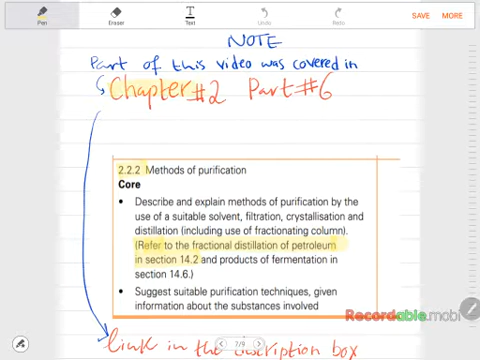 Pen
Eraser
Text
Undo
Redo
SAVE
MORE
NOTE
Part of this video was covered in
Chapter #2 Part #6
2.2.2 Methods of purification
Core
• Describe and explain methods of purification by the
use of a suitable solvent, filtration, crystallisation and
distillation (including use of fractionating column).
(Refer to the fractional distillation of petroleum
in section 14.2 and products of fermentation in
section 14.6.)
• Suggest suitable purification techniques, given
information about the substances involved
Recordable.mobi
7/9
link in the discription box